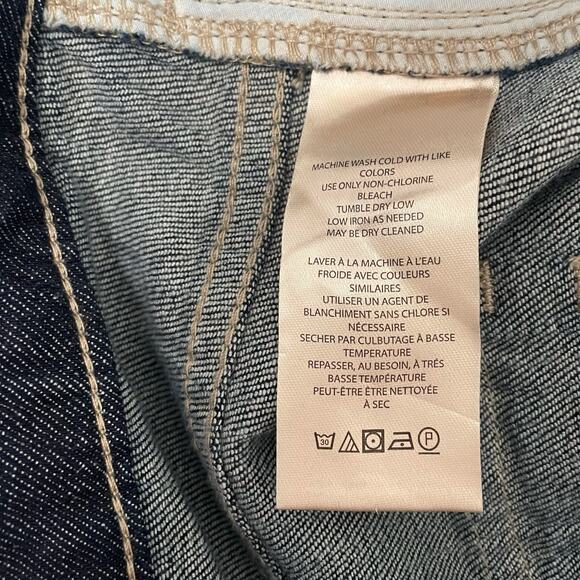 MACHINE WASH COLD WITH LIKE
COLORS
USE ONLY NON-CHLORINE
BLEACH
TUMBLE DRY LOW
LOW IRON AS NEEDED
MAY BE DRY CLEANED
LAVER À LA MACHINE À L'EAU
FROIDE AVEC COULEURS
SIMILAIRES
UTILISER UN AGENT DE
BLANCHIMENT SANS CHLORE SI
NÉCESSAIRE
SECHER PAR CULBUTAGE À BASSE
TEMPERATURE
REPASSER, AU BESOIN, À TRÉS
BASSE TEMPÉRATURE
PEUT-ÊTRE ÊTRE NETTOYÉE
À SEC
30 P